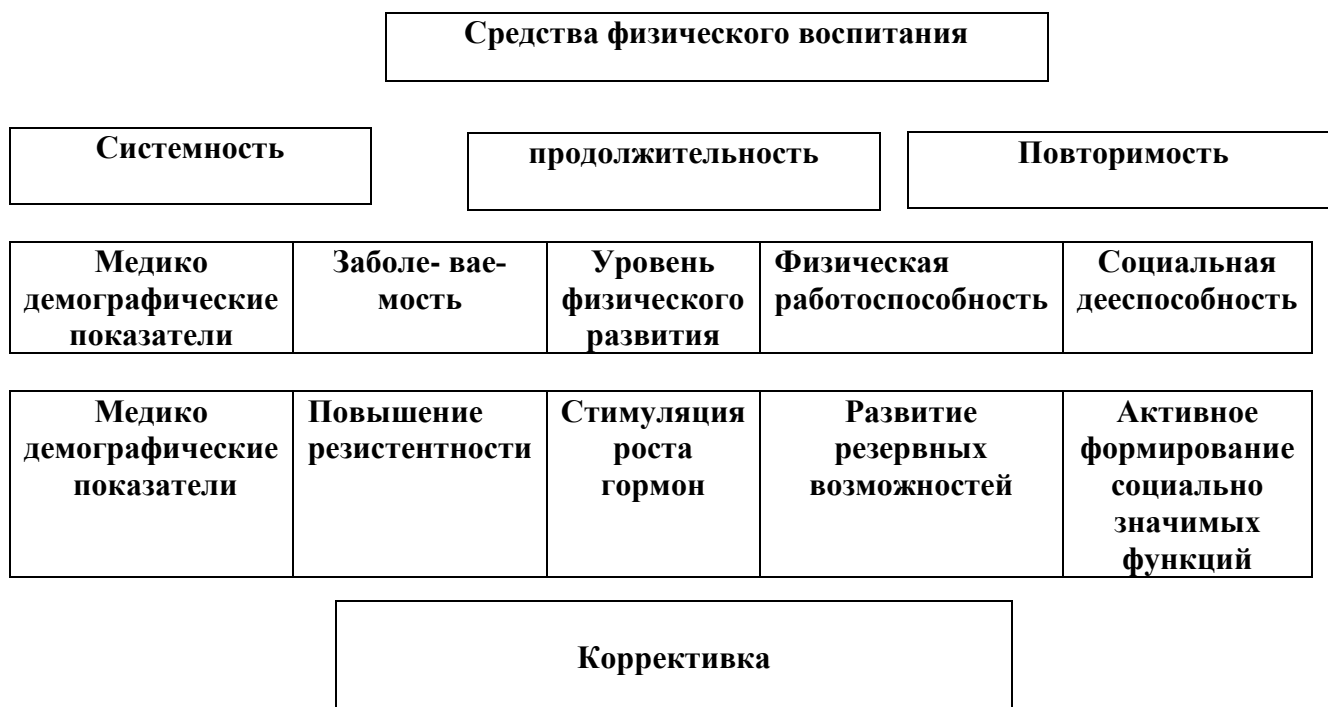 Средства физического воспитания
Системность
продолжительность
Повторимость
Медико
демографические
показатели
Заболе- вае-
мость
Уровень
физического
развития
Физическая
работоспособность
Социальная
дееспособность
Медико
демографические
показатели
Повышение
резистентности
Стимуляция
роста
гормон
Развитие
резервных
возможностей
Активное
формирование
социально
значимых
функций
Коррективка